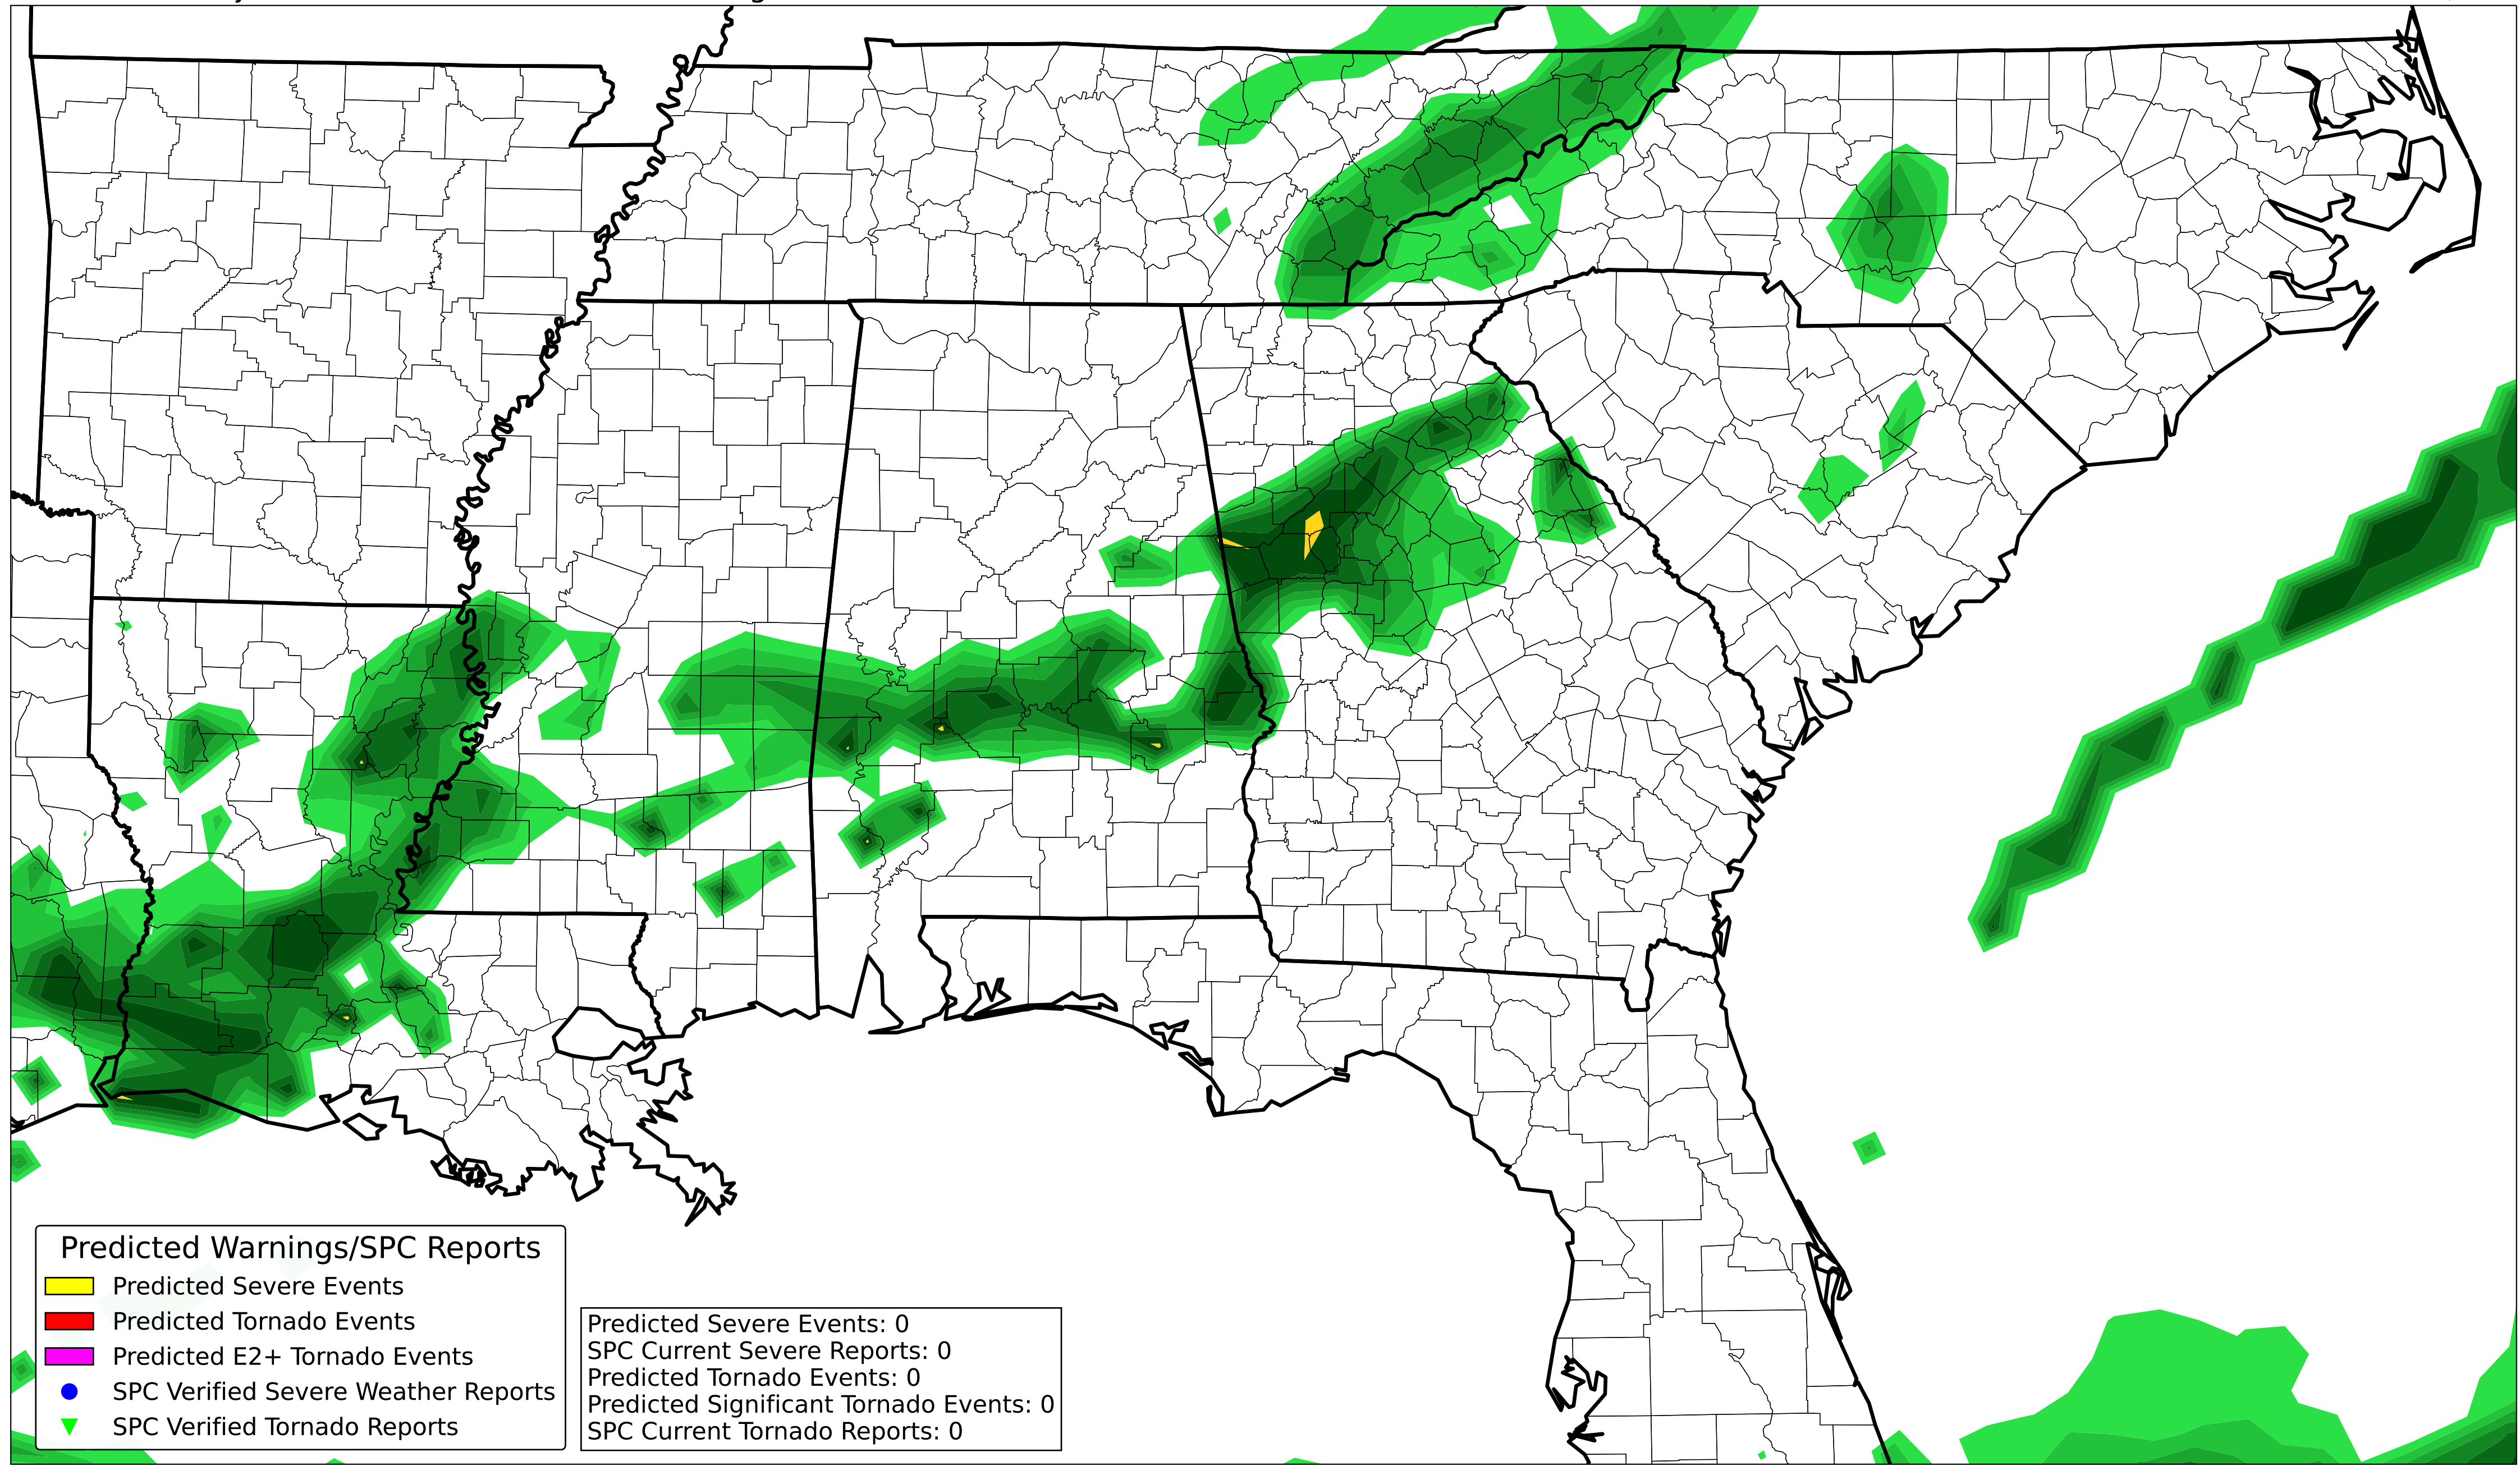 Predicted Warnings/SPC Reports
Predicted Severe Events
Predicted Tornado Events
Predicted E2+ Tornado Events
SPC Verified Severe Weather Reports
SPC Verified Tornado Reports
Predicted Severe Events: 0
SPC Current Severe Reports: 0
Predicted Tornado Events: 0
Predicted Significant Tornado Events: 0
SPC Current Tornado Reports: 0